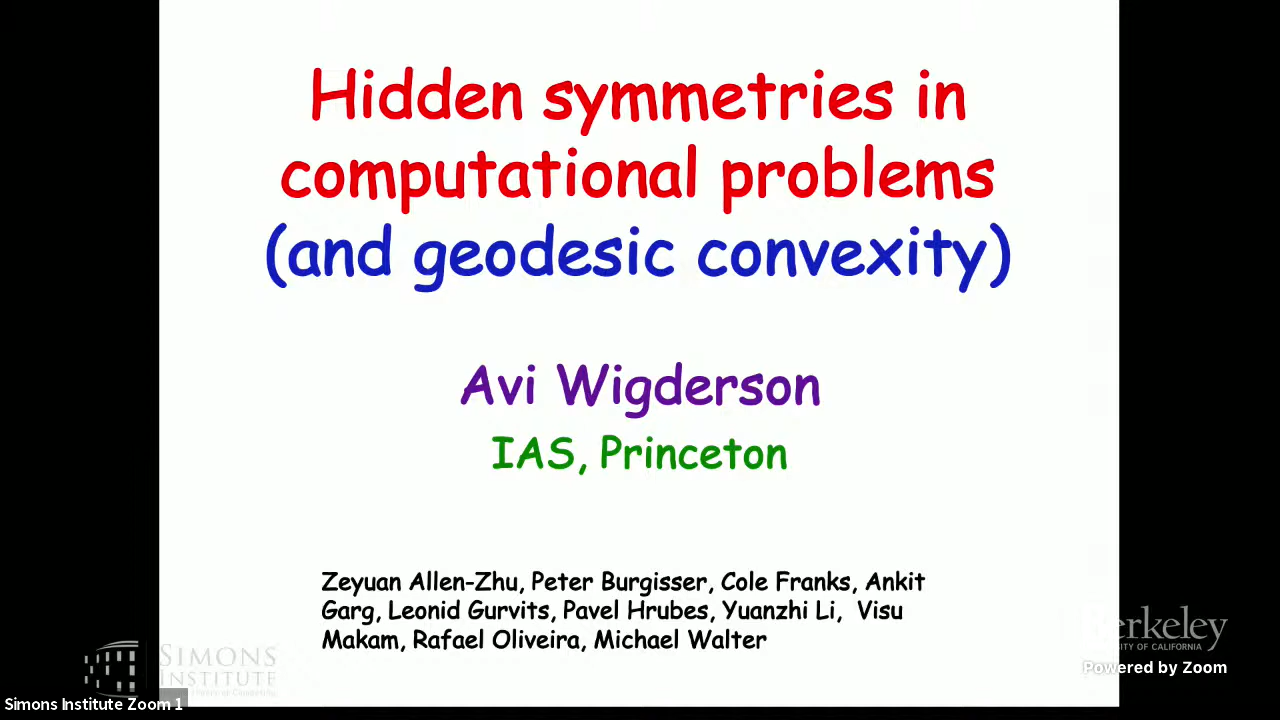 Hidden symmetries in
computational problems
(and geodesic convexity)
Avi Wigderson
IAS, Princeton
Zeyuan Allen-Zhu, Peter Burgisser, Cole Franks, Ankit
Garg, Leonid Gurvits, Pavel Hrubes, Yuanzhi Li, Visu
Makam, Rafael Oliveira, Michael Walter
SIMONS
INSTITUTE
erkeley
OF CALIFORNIA
Powered by Zoom
Simons Institute Zoom 1